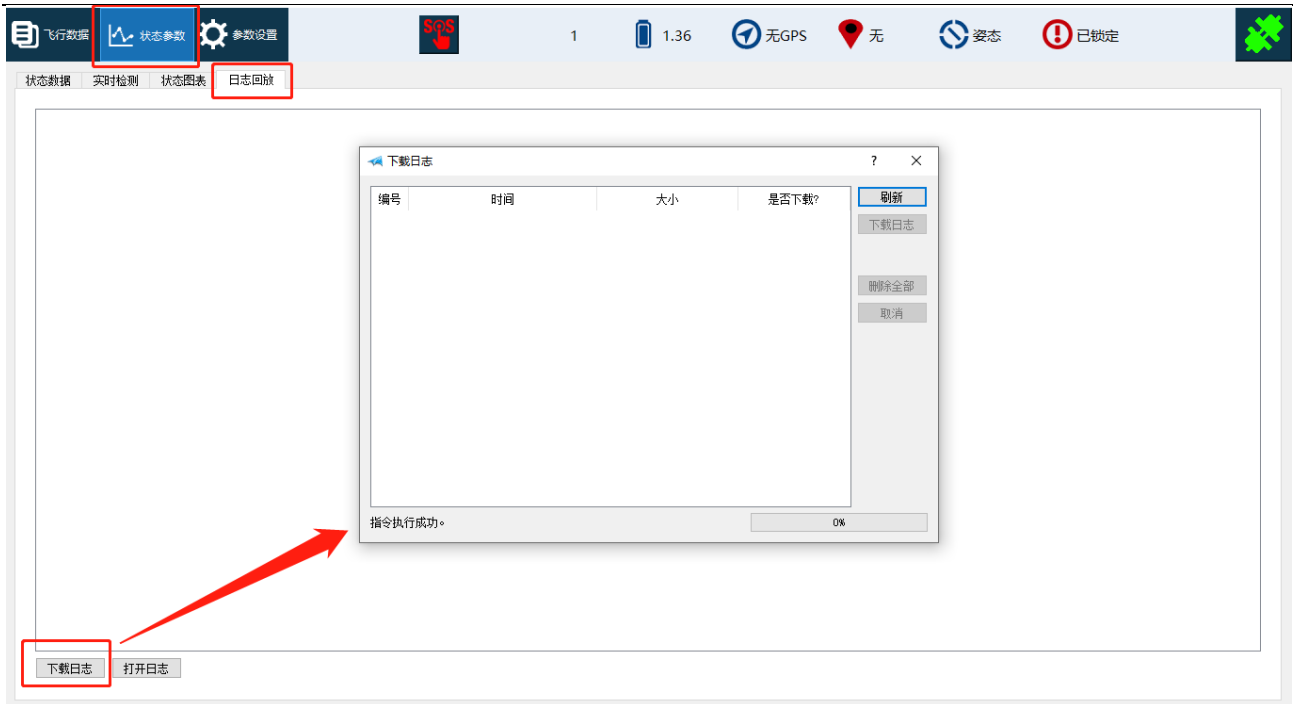 飞行数据 状态参数 参数设置 SOS 1 1.36 无GPS 无 姿态 已锁定
状态数据 实时检测 状态图表 日志回放
下载日志 ?
编号 时间 大小 是否下载? 刷新
下载日志
删除全部
取消
指令执行成功。 0%
下载日志 打开日志